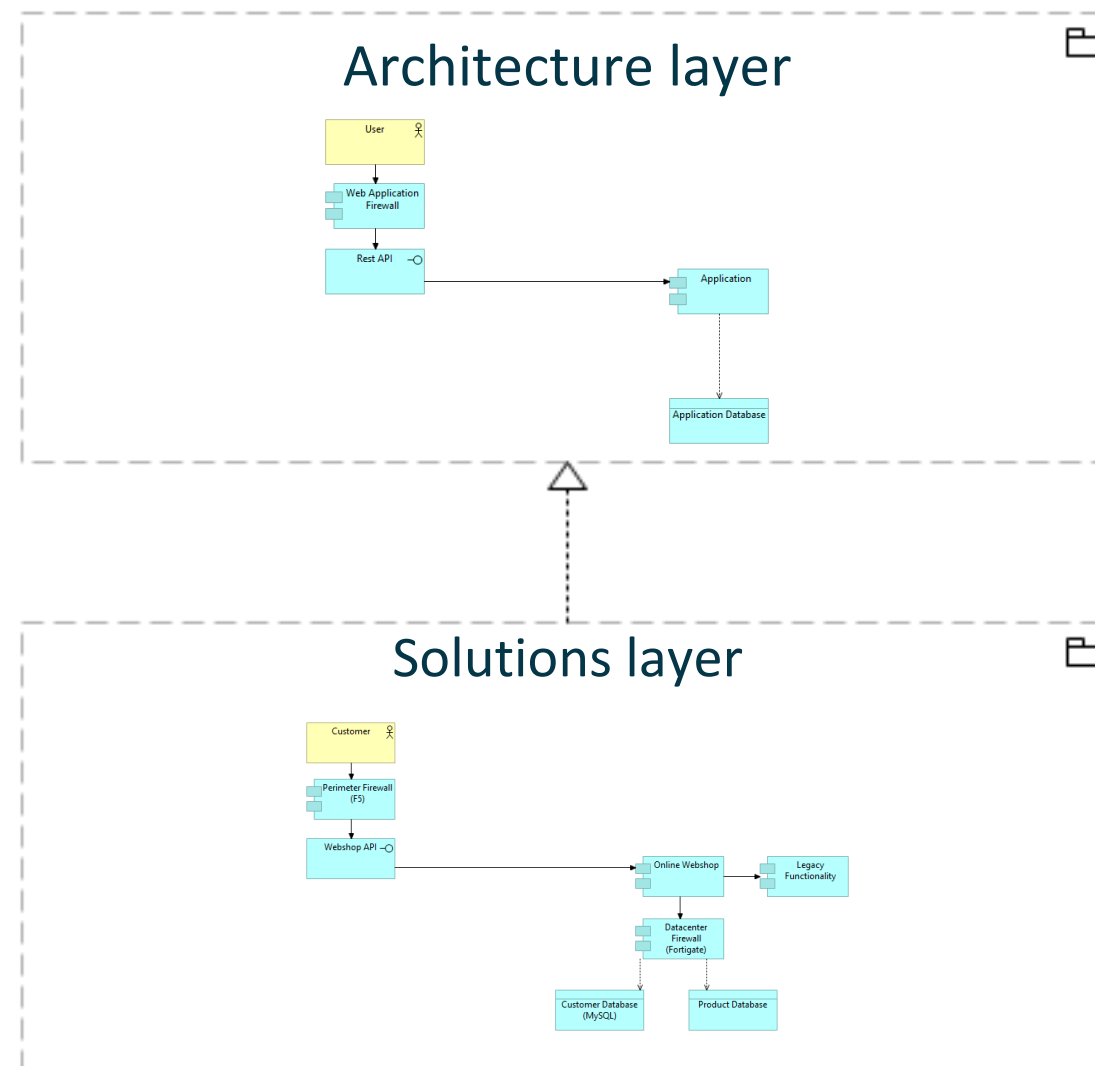 Architecture layer
User
Web Application
Firewall
Rest API
Application
Application Database
Solutions layer
Customer
Perimeter Firewall
(F5)
Webshop API
Online Webshop
Legacy
Functionality
Datacenter
Firewall
(Fortigate)
Customer Database
(MySQL)
Product Database